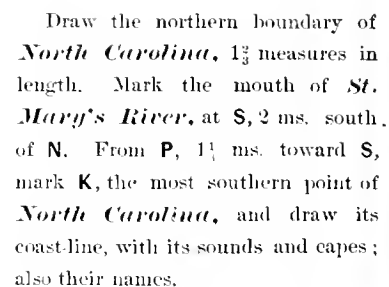 Draw the northern boundary of
North Carolina, 1⅔ measures in
length. Mark the mouth of St.
Mary's River, at S, 2 ms. south
of N. From P, ms. toward S,
mark K, the most southern point of
North Carolina, and draw its
coast-line, with its sounds and capes;
also their names.